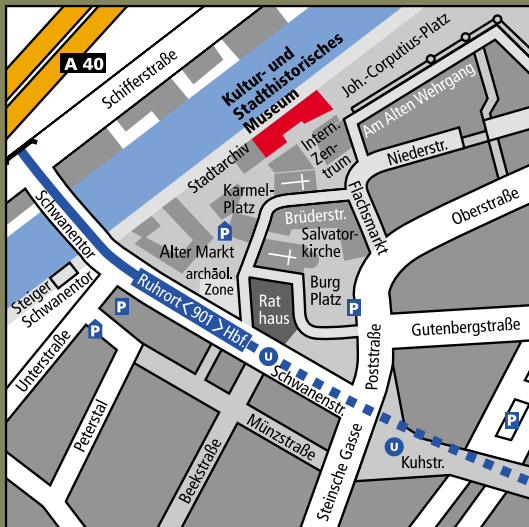 A 40
Schifferstraße
Kultur- und
Stadthistorisches
Museum
Joh.-Corputius-Platz
Am Alten Wehrgang
Stadtarchiv
Intern.
Zen-
trum
Niederstr.
Karmel-
Platz
Flachsmarkt
Schwanentor
Brüderstr.
Oberstraße
P
Salvator-
kirche
Alter Markt
archäol.
Zone
Steiger
Schwanentor
Ruhrort <901> Hbf.
Burg
Platz
Rat
haus
P
P
P
U
Gutenbergstraße
Unterstraße
Schwanenstr.
Poststraße
Peterstal
Münzstraße
P
Beekstraße
Steinsche Gasse
U
Kuhstr.